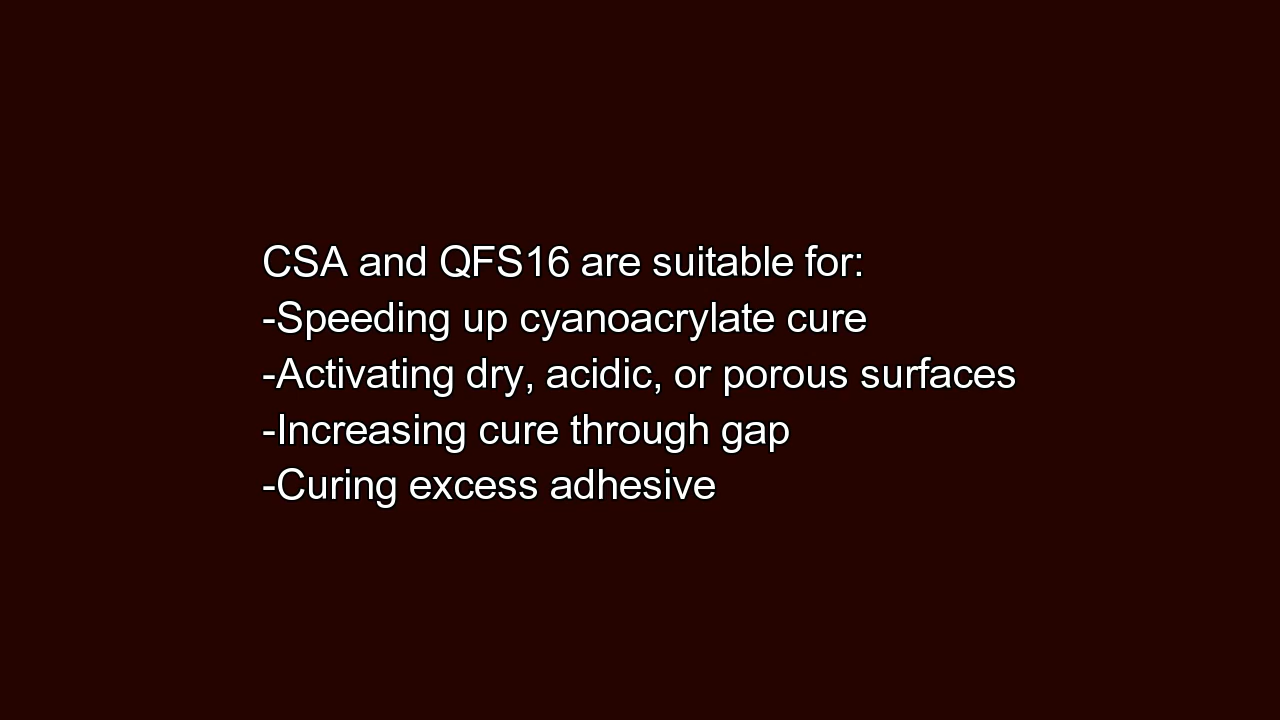 CSA and QFS16 are suitable for:
-Speeding up cyanoacrylate cure
-Activating dry, acidic, or porous surfaces
-Increasing cure through gap
-Curing excess adhesive